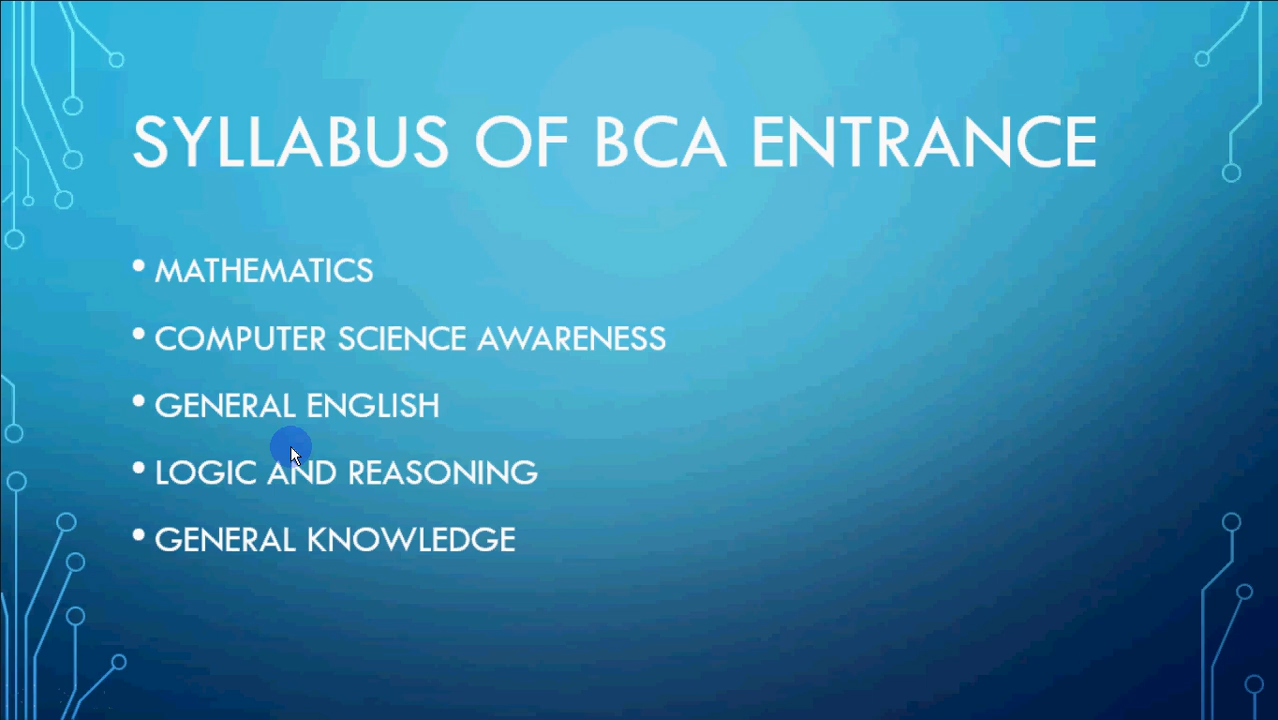 SYLLABUS OF BCA ENTRANCE
• MATHEMATICS
• COMPUTER SCIENCE AWARENESS
• GENERAL ENGLISH
• LOGIC AND REASONING
• GENERAL KNOWLEDGE